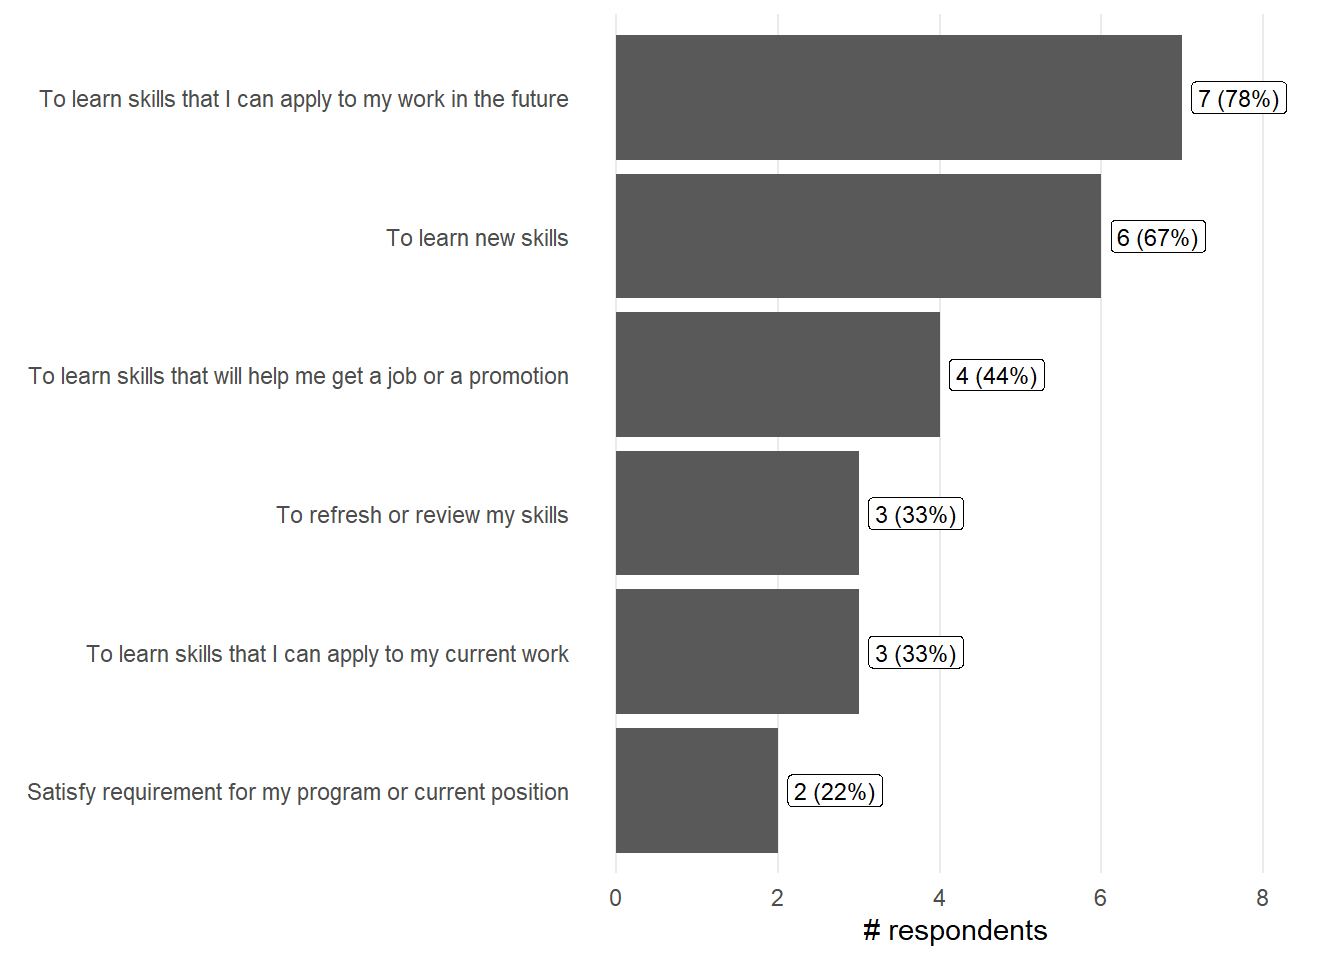 To learn skills that I can apply to my work in the future
7 (78%)
To learn new skills
6 (67%)
To learn skills that will help me get a job or a promotion
4 (44%)
To refresh or review my skills
3 (33%)
To learn skills that I can apply to my current work
3 (33%)
Satisfy requirement for my program or current position
2 (22%)
0 2 4 6 8
# respondents